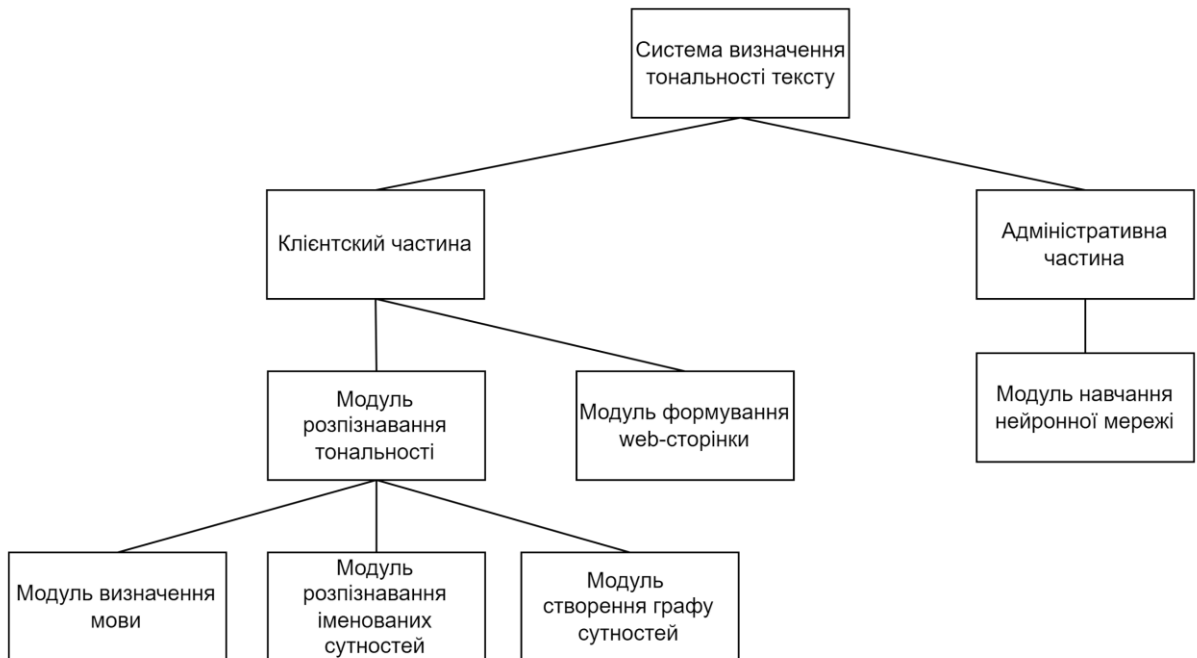 Система визначення
тональності тексту
Клієнтский частина
Адміністративна
частина
Модуль
розпізнавання
тональності
Модуль формування
web-сторінки
Модуль навчання
нейронної мережі
Модуль визначення
мови
Модуль
розпізнавання
іменованих
сутностей
Модуль
створення графу
сутностей